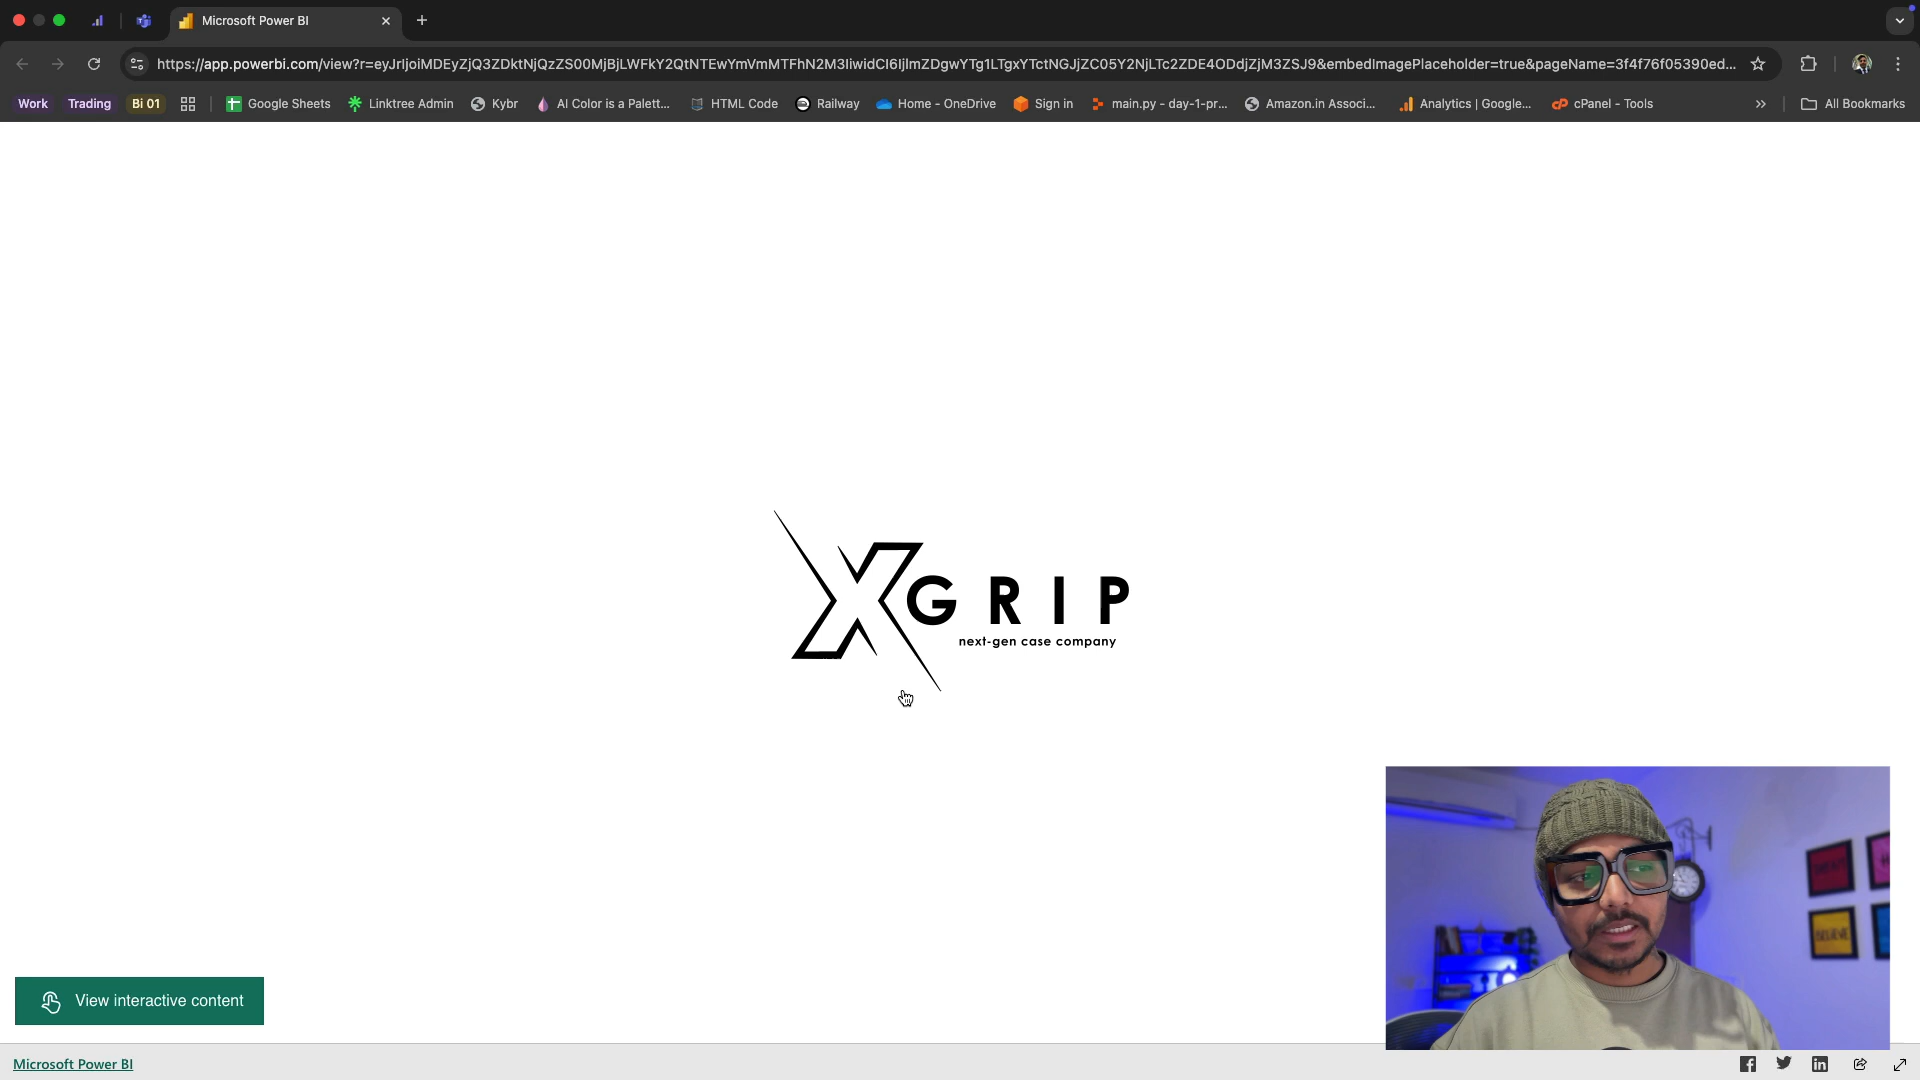 Microsoft Power BI
https://app.powerbi.com/view?r=eyJrIjoiMDEyZjQ3ZDktNjQzZS00MjBjLWFkY2QtNTEwYmVmMTFhN2M3IiwidCI6IjlmZDgwYTg1LTgxYTctNGJjZC05Y2NjLTc2ZDE4ODdjZjM3ZSJ9&embedImagePlaceholder=true&pageName=3f4f76f05390ed...
Work Trading Bi 01 Google Sheets Linktree Admin Kybr AI Color is a Palett... HTML Code Railway Home - OneDrive Sign in main.py - day-1-pr... Amazon.in Associ... Analytics | Google... cPanel - Tools » All Bookmarks
XGRIP
next-gen case company
BELIEVE
View interactive content
Microsoft Power BI